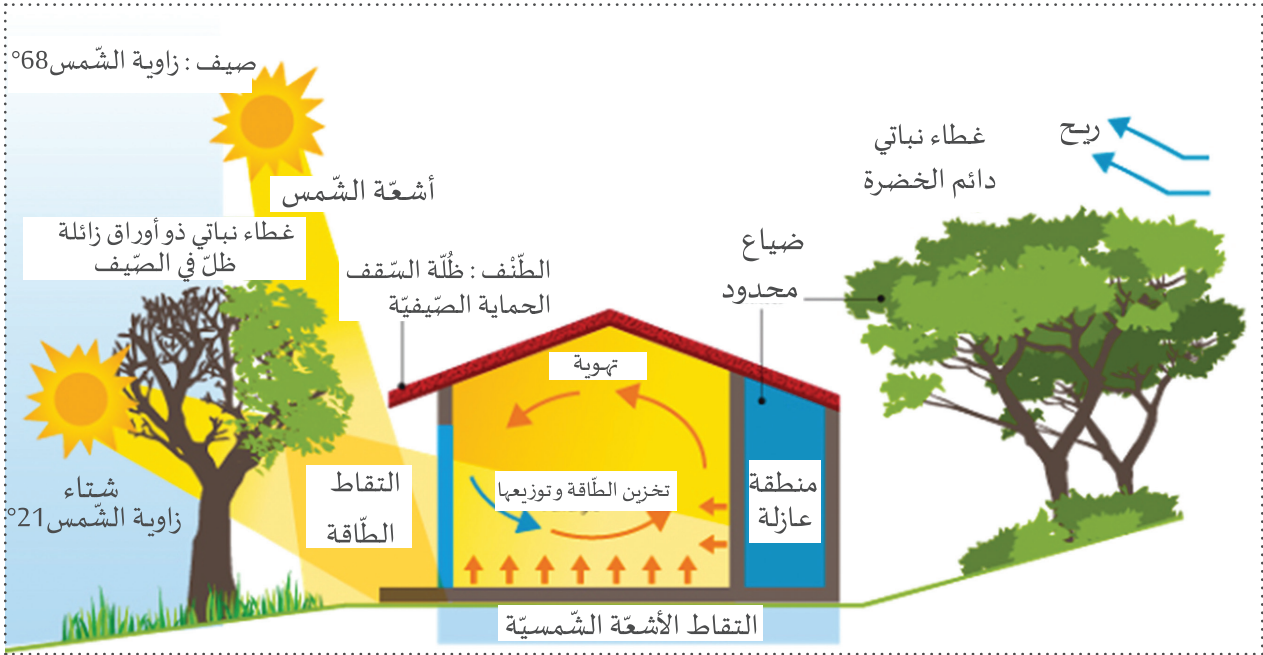 صيف : زاوية الشّمس68°
أشعّة الشّمس
غطاء نباتي ذو أوراق زائلة
ظلّ في الصّيف
الطّنْف : ظُلّة السّقف
الحماية الصّيفيّة
ضياع
محدود
غطاء نباتي
دائم الخضرة
ريح
تهوية
تخزين الطّاقة وتوزيعها
منطقة
عازلة
التقاط
الطّاقة
شتاء
زاوية الشّمس21°
التقاط الأشعّة الشّمسيّة